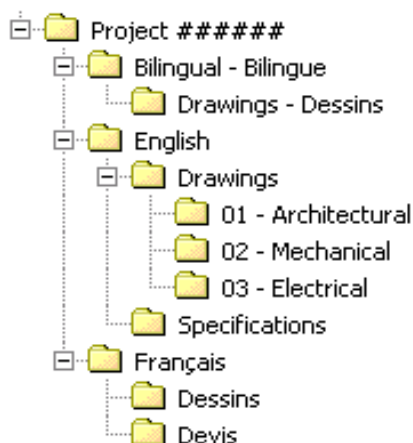 Project ######
Bilingual - Bilingue
Drawings - Dessins
English
Drawings
01 - Architectural
02 - Mechanical
03 - Electrical
Specifications
Français
Dessins
Devis